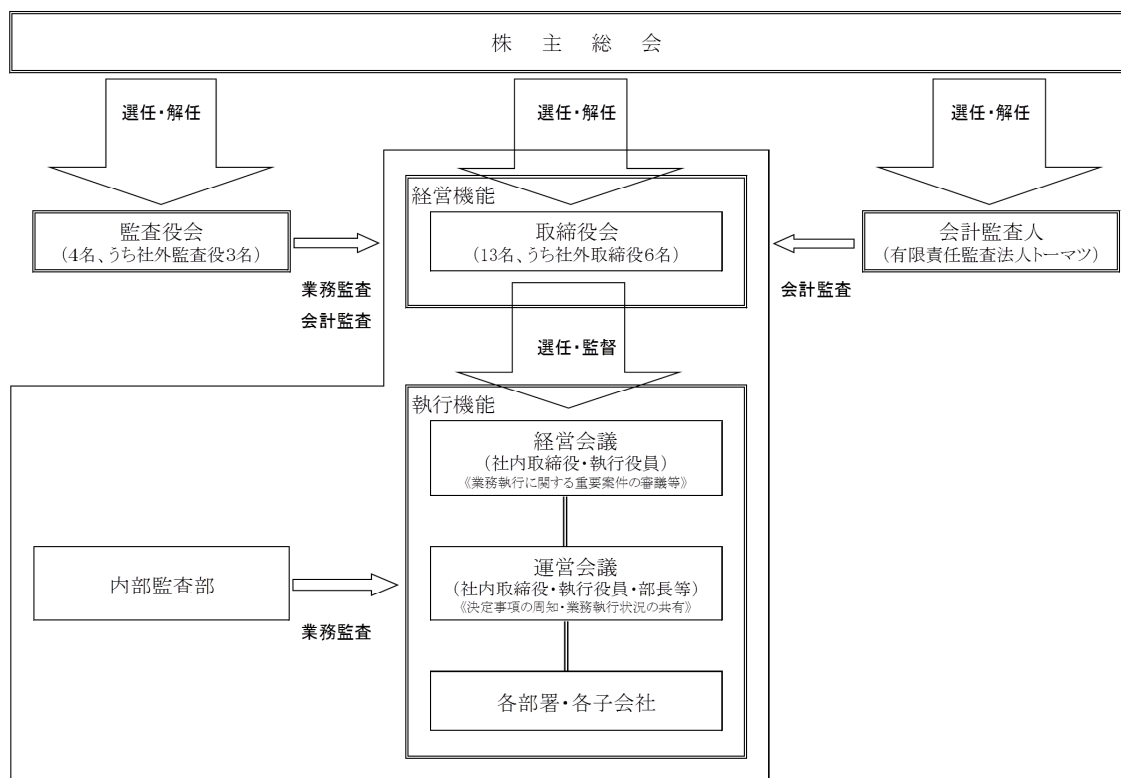 株主総会
選任・解任
選任・解任
選任・解任
経営機能
監査役会
(4名、うち社外監査役3名)
取締役会
(13名、うち社外取締役6名)
会計監査人
(有限責任監査法人トーマツ)
業務監査
会計監査
会計監査
選任・監督
執行機能
経営会議
(社内取締役・執行役員)
《業務執行に関する重要案件の審議等》
内部監査部
業務監査
運営会議
(社内取締役・執行役員・部長等)
《決定事項の周知・業務執行状況の共有》
各部署・各子会社